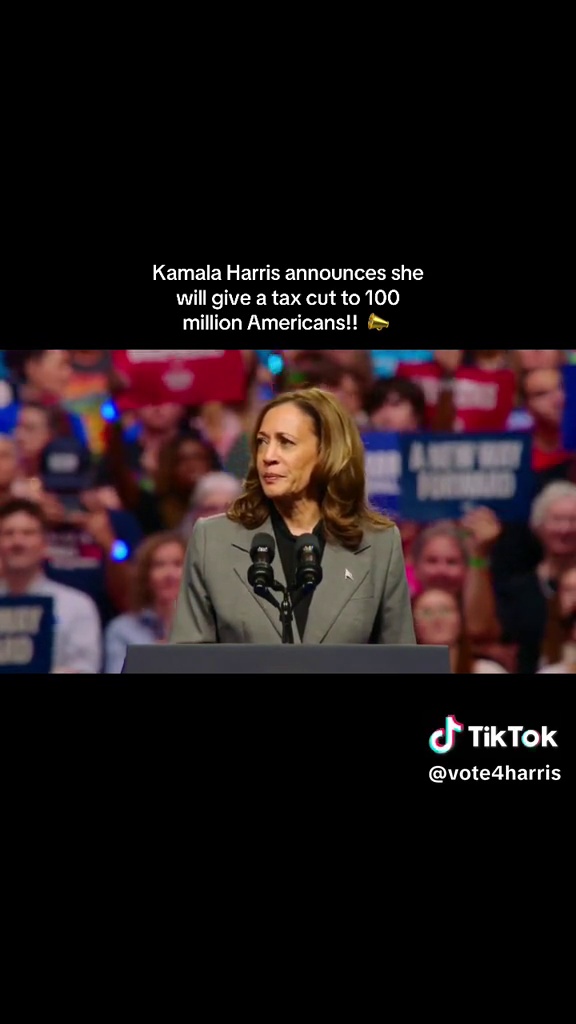 Kamala Harris announces she
will give a tax cut to 100
million Americans!! 📣
A NEW WAY
FORWARD
TikTok
@vote4harris